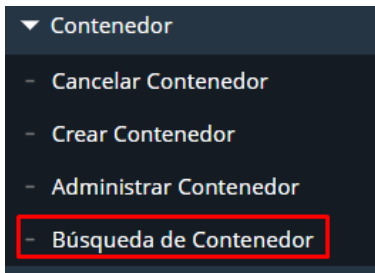 Contenedor
- Cancelar Contenedor
- Crear Contenedor
- Administrar Contenedor
- Búsqueda de Contenedor